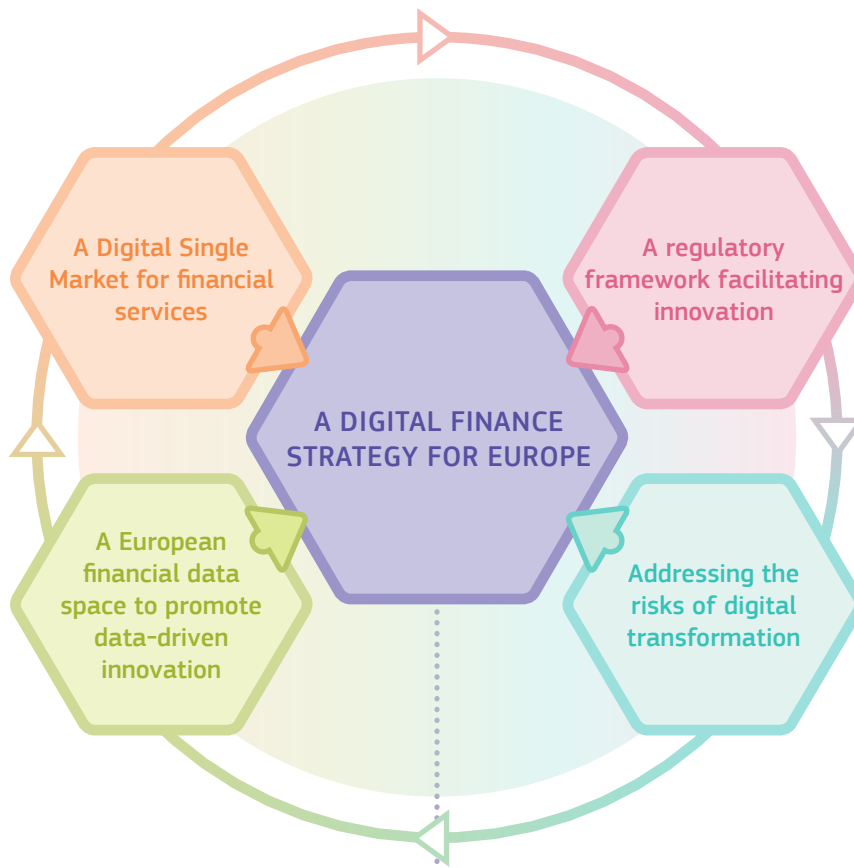 A Digital Single
Market for financial
services
A regulatory
framework facilitating
innovation
A DIGITAL FINANCE
STRATEGY FOR EUROPE
A European
financial data
space to promote
data-driven
innovation
Addressing the
risks of digital
transformation